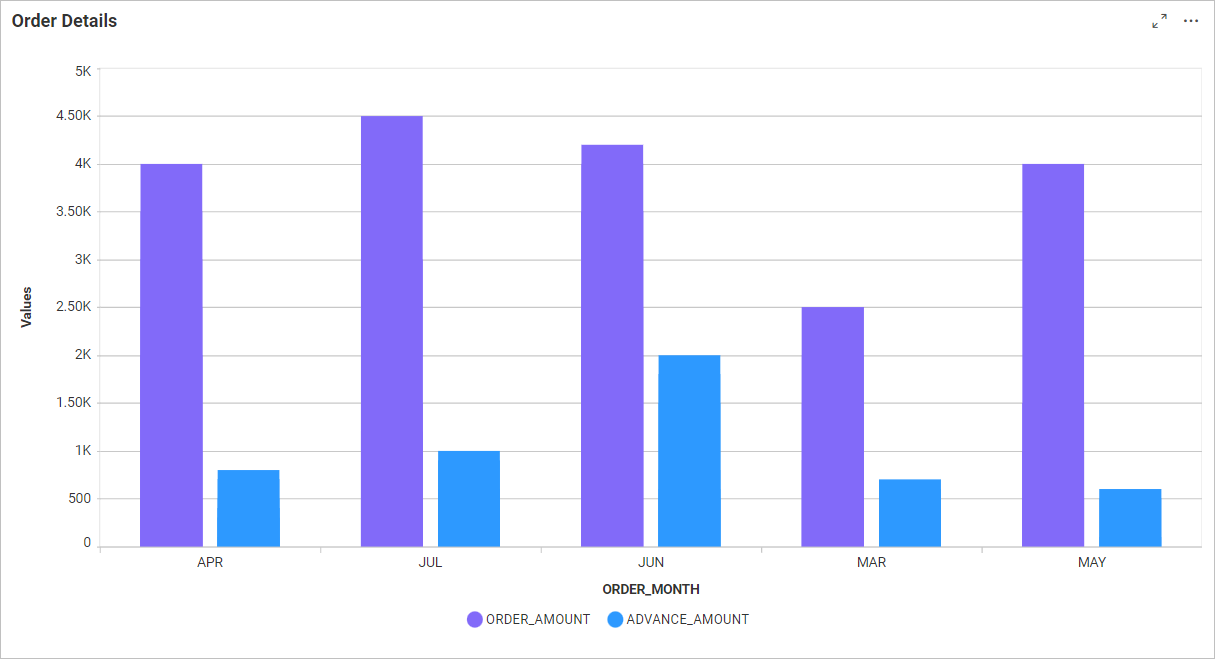 Order Details
5K
4.50K
4K
3.50K
3K
2.50K
2K
1.50K
1K
500
0
Values
APR JUL JUN MAR MAY
ORDER_MONTH
ORDER_AMOUNT ADVANCE_AMOUNT